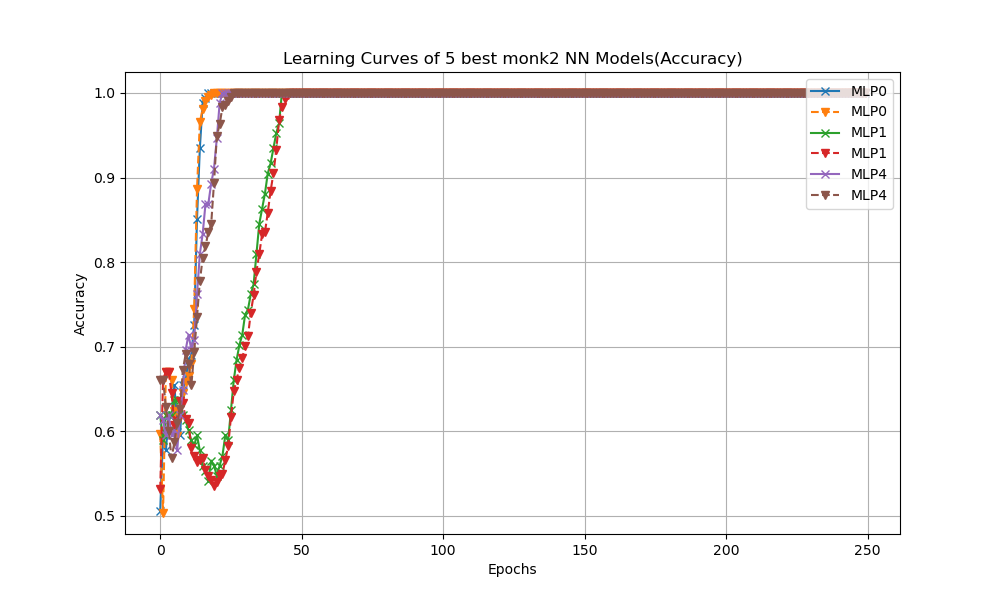 Learning Curves of 5 best monk2 NN Models(Accuracy)
Accuracy
1.0
0.9
0.8
0.7
0.6
0.5
MLP0
MLP0
MLP1
MLP1
MLP4
MLP4
0 50 100 150 200 250
Epochs